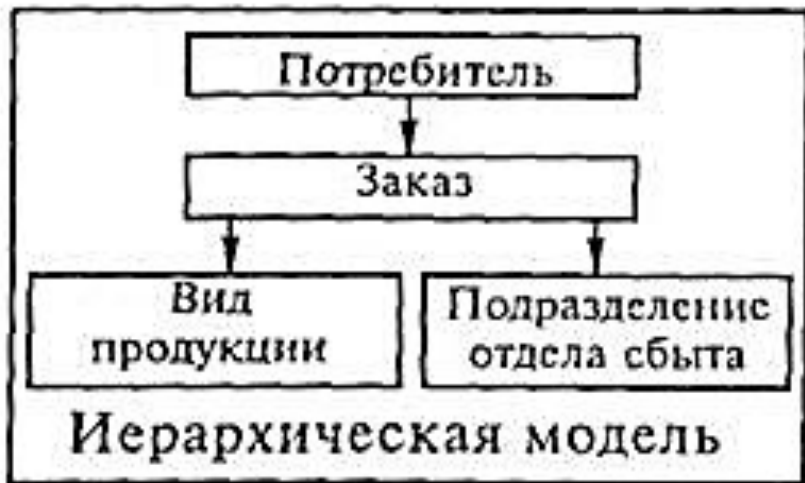 Потребитель
Заказ
Вид
продукции
Подразделение
отдела сбыта
Иерархическая модель